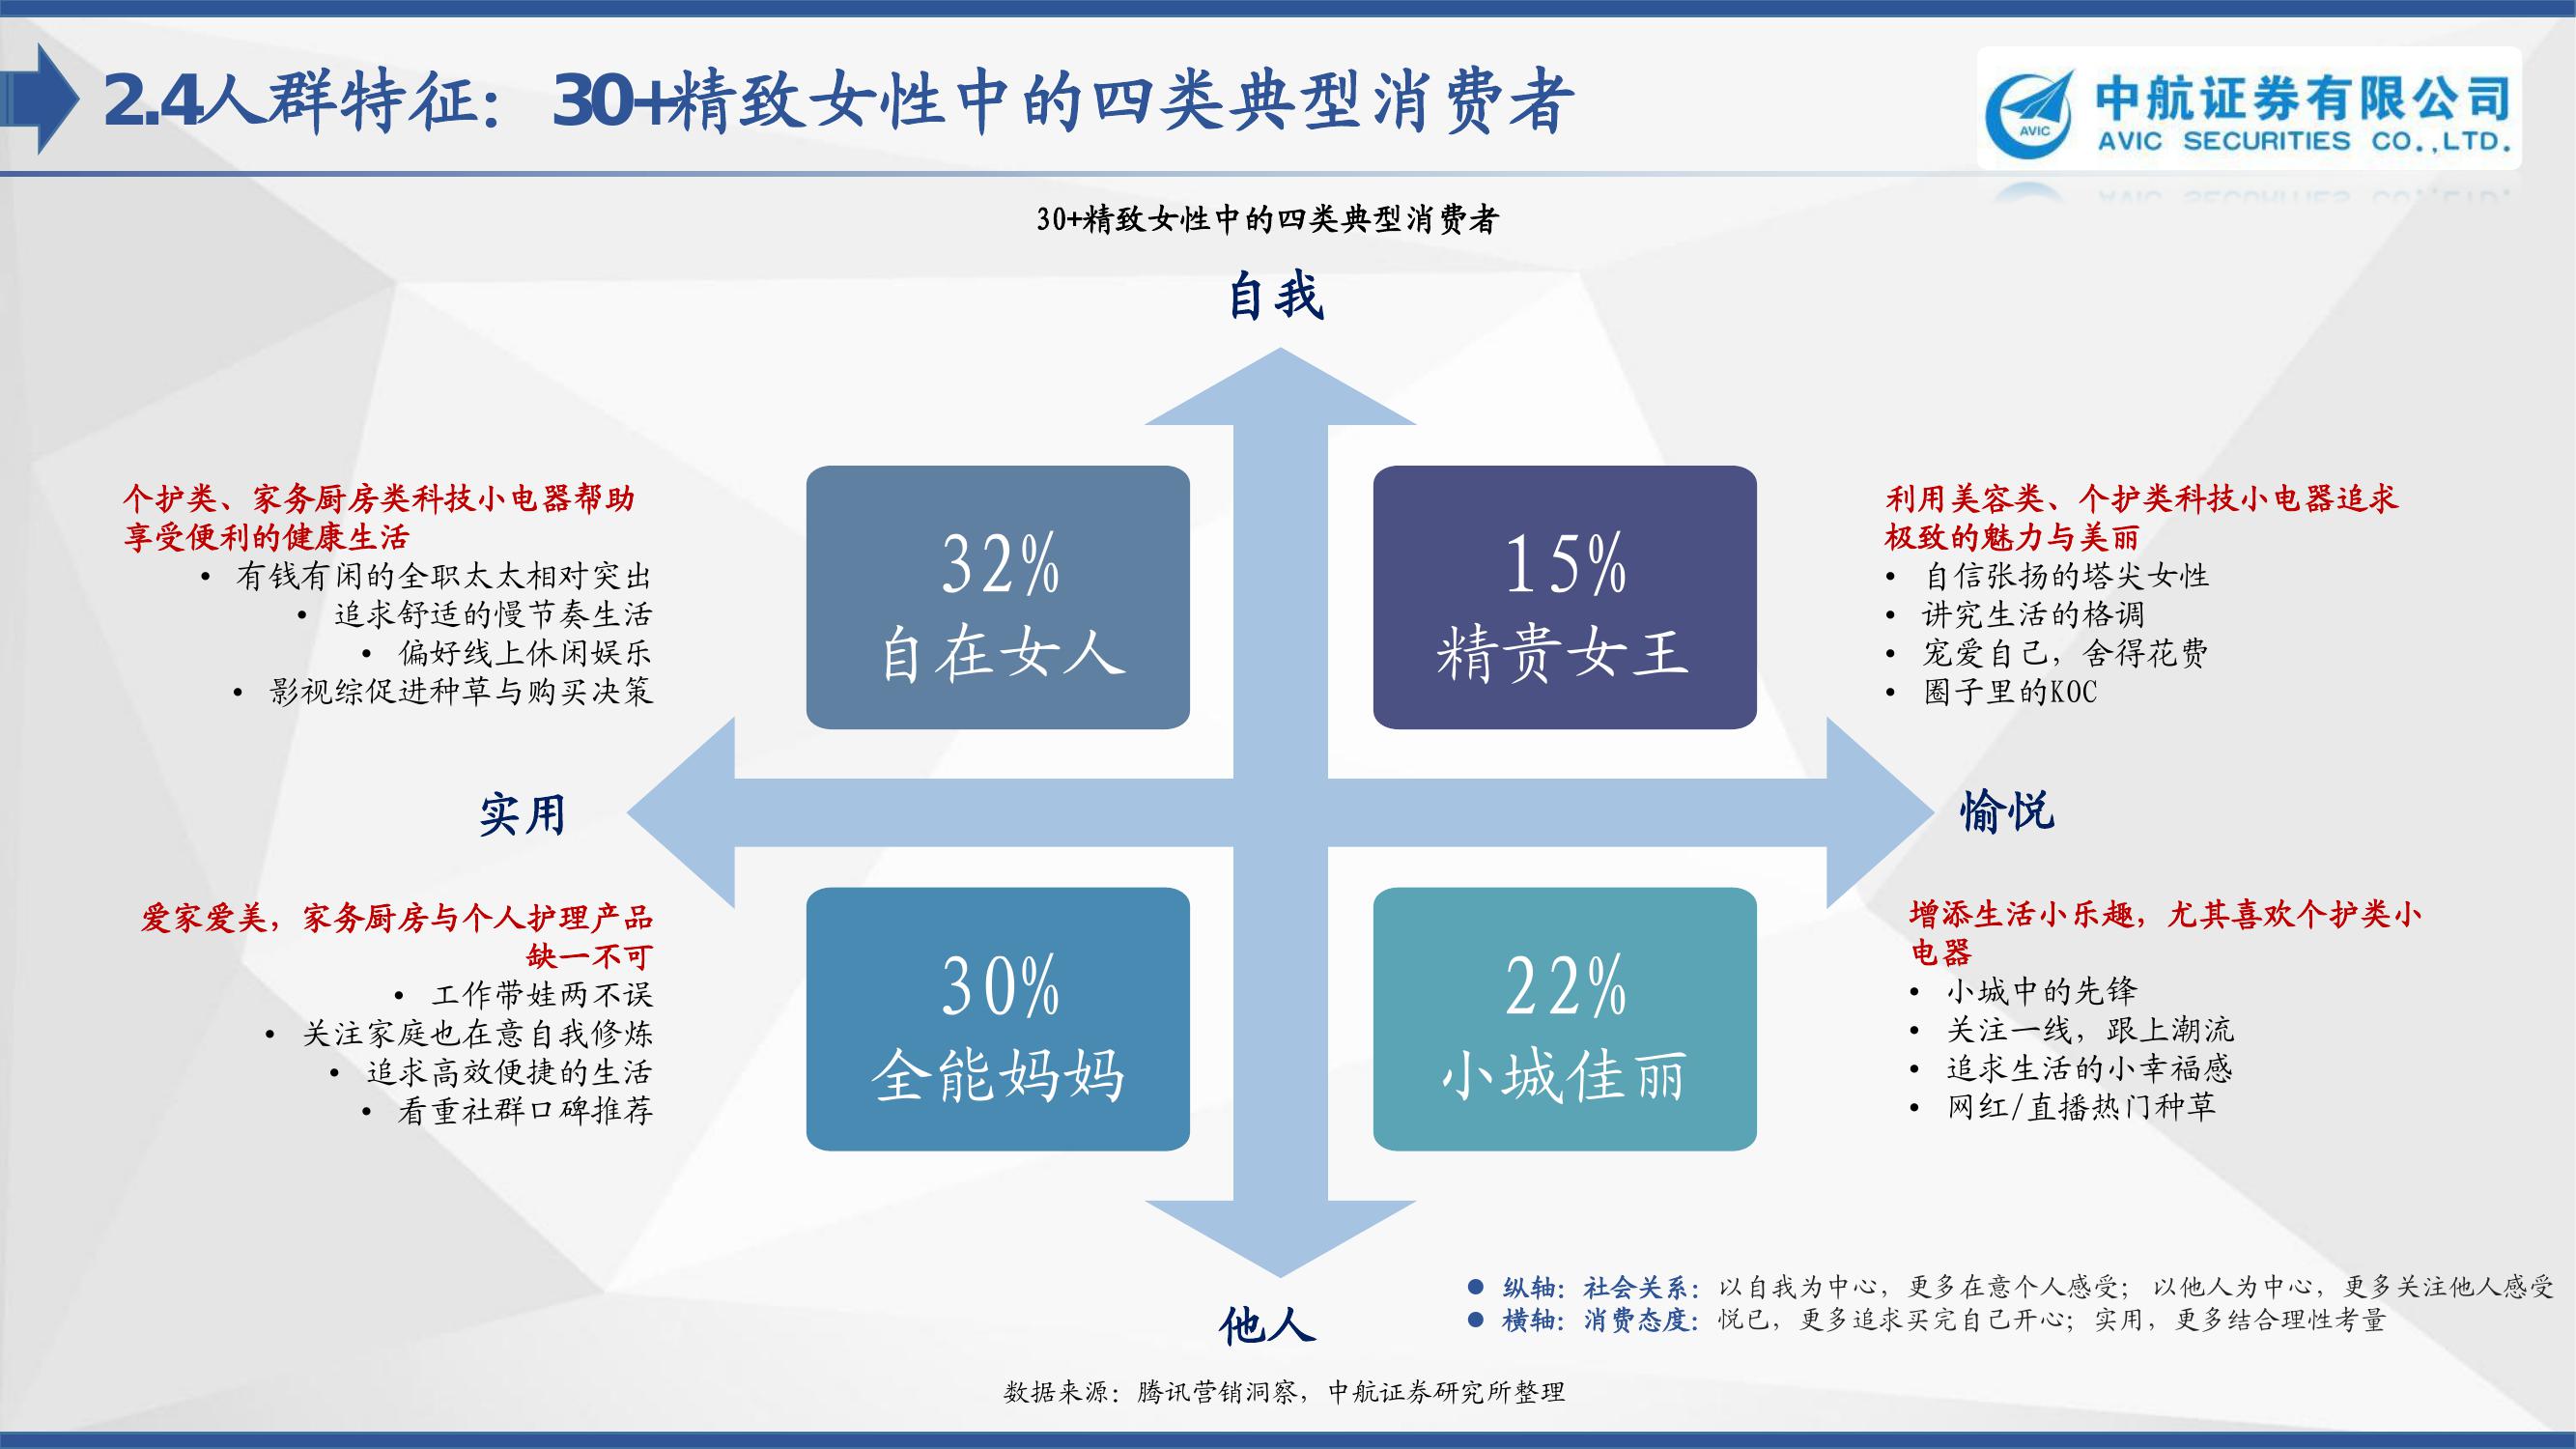 2.4人群特征：30+精致女性中的四类典型消费者
中航证券有限公司
AVIC SECURITIES CO.,LTD.
AVIC
30+精致女性中的四类典型消费者
自我
个护类、家务厨房类科技小电器帮助
享受便利的健康生活
• 有钱有闲的全职太太相对突出
• 追求舒适的慢节奏生活
• 偏好线上休闲娱乐
• 影视综促进种草与购买决策
32%
自在女人
15%
精贵女王
利用美容类、个护类科技小电器追求
极致的魅力与美丽
• 自信张扬的塔尖女性
• 讲究生活的格调
• 宠爱自己，舍得花费
• 圈子里的KOC
实用
愉悦
爱家爱美，家务厨房与个人护理产品
缺一不可
• 工作带娃两不误
• 关注家庭也在意自我修炼
• 追求高效便捷的生活
• 看重社群口碑推荐
30%
全能妈妈
22%
小城佳丽
增添生活小乐趣，尤其喜欢个护类小
电器
• 小城中的先锋
• 关注一线，跟上潮流
• 追求生活的小幸福感
• 网红/直播热门种草
他人
● 纵轴：社会关系：以自我为中心，更多在意个人感受；以他人为中心，更多关注他人感受
● 横轴：消费态度：悦已，更多追求买完自己开心；实用，更多结合理性考量
数据来源：腾讯营销洞察，中航证券研究所整理